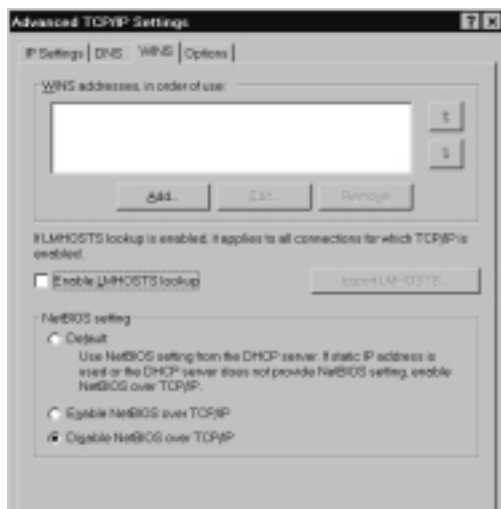 Advanced TCP/IP Settings
IP Settings DNS WINS Options
WINS addresses, in order of use:
Add...
Edit...
Remove
If LMHOSTS lookup is enabled, it applies to all connections for which TCP/IP is
enabled.
Enable LMHOSTS lookup
Import LMHOSTS...
NetBIOS setting
Default
Use NetBIOS setting from the DHCP server. If static IP address is
used or the DHCP server does not provide NetBIOS setting, enable
NetBIOS over TCP/IP.
Enable NetBIOS over TCP/IP
Disable NetBIOS over TCP/IP